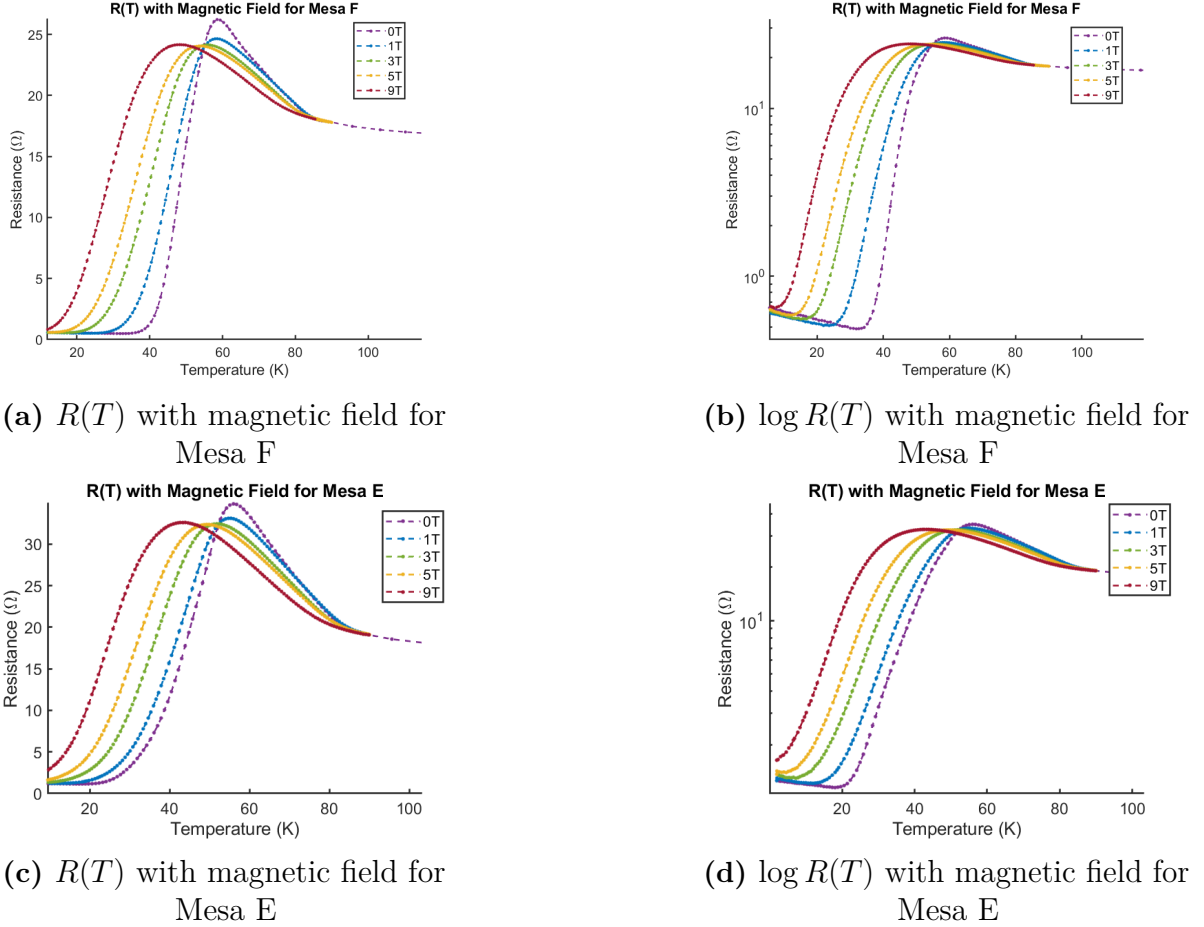 R(T) with Magnetic Field for Mesa F
25
20
15
10
5
0
Resistance (Ω)
20 40 60 80 100
Temperature (K)
0T
1T
3T
5T
9T
(a) R(T) with magnetic field for
Mesa F
R(T) with Magnetic Field for Mesa F
10¹
10⁰
Resistance (Ω)
20 40 60 80 100
Temperature (K)
0T
1T
3T
5T
9T
(b) log R(T) with magnetic field for
Mesa F
R(T) with Magnetic Field for Mesa E
30
25
20
15
10
5
0
Resistance (Ω)
20 40 60 80 100
Temperature (K)
0T
1T
3T
5T
9T
(c) R(T) with magnetic field for
Mesa E
R(T) with Magnetic Field for Mesa E
10¹
Resistance (Ω)
20 40 60 80 100
Temperature (K)
0T
1T
3T
5T
9T
(d) log R(T) with magnetic field for
Mesa E